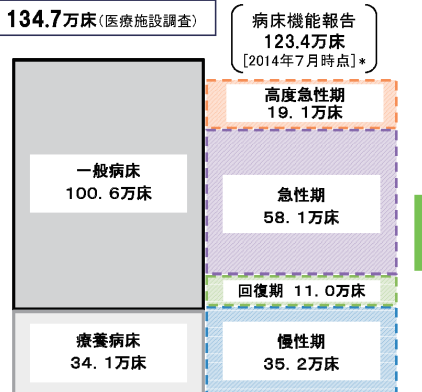 134.7万床(医療施設調査)
病床機能報告
123.4万床
[2014年7月時点]*
高度急性期
19.1万床
一般病床
100.6万床
急性期
58.1万床
回復期 11.0万床
療養病床
34.1万床
慢性期
35.2万床